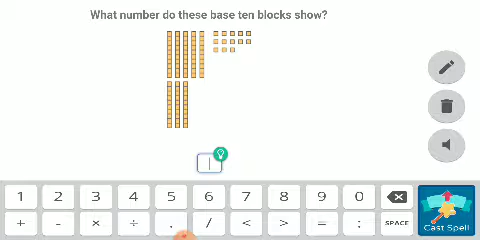 What number do these base ten blocks show?
1 2 3 4 5 6 7 8 9 0
+ - × ÷ . / < > = : SPACE
Cast Spell